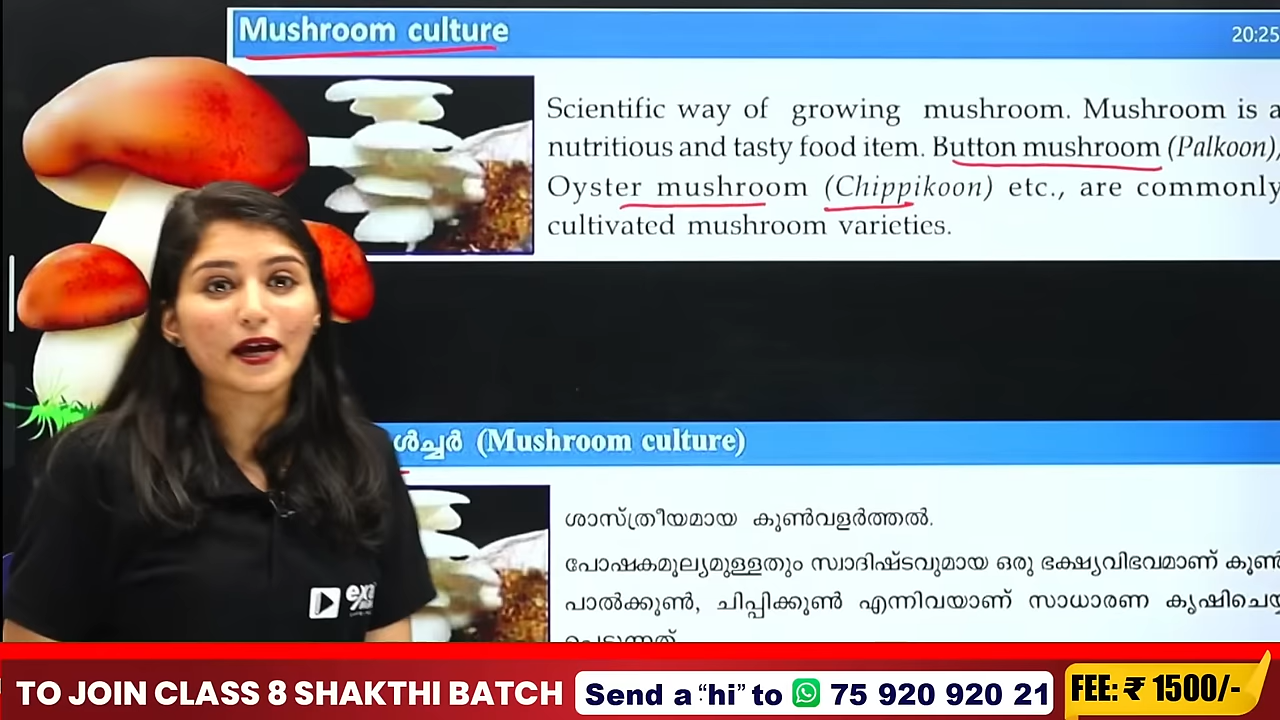 Mushroom culture
20:25
Scientific way of growing mushroom. Mushroom is a
nutritious and tasty food item. Button mushroom (Palkoon),
Oyster mushroom (Chippikoon) etc., are commonly
cultivated mushroom varieties.
ൾച്ചർ (Mushroom culture)
ശാസ്ത്രീയമായ കൂൺവളർത്തൽ.
പോഷകമൂല്യമുള്ളതും സ്വാദിഷ്ടവുമായ ഒരു ഭക്ഷ്യവിഭവമാണ് കൂൺ
പാൽക്കൂൺ, ചിപ്പിക്കൂൺ എന്നിവയാണ് സാധാരണ കൃഷിചെയ്യ
TO JOIN CLASS 8 SHAKTHI BATCH
Send a “hi” to 75 920 920 21
FEE: ₹ 1500/-